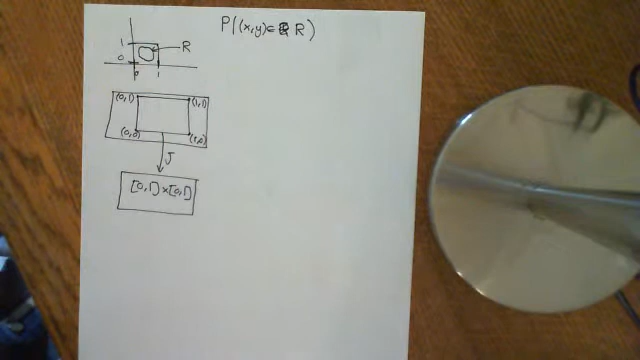 P((x,y)∈ R)
1
R
0
0 1
(0,1) (1,1)
(0,0) (1,0)
J
[0,1]×[0,1]